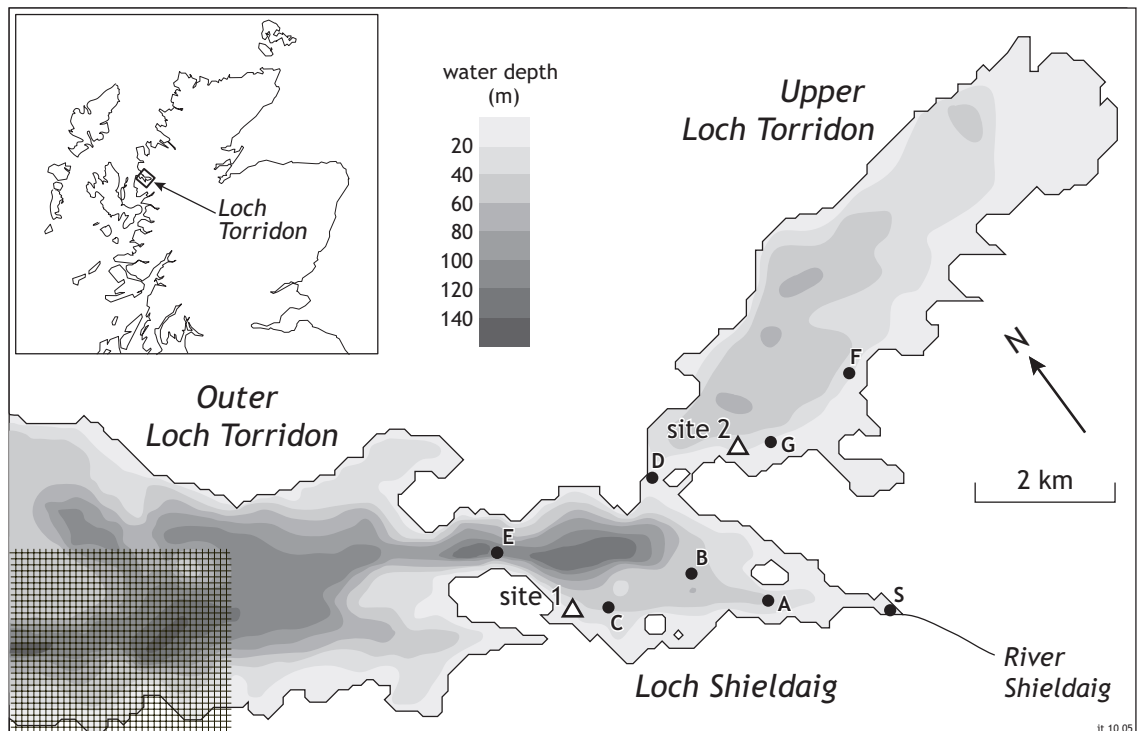 Loch
Torridon
water depth
(m)
20
40
60
80
100
120
140
Upper
Loch Torridon
N
Outer
Loch Torridon
F
site 2
G
D
2 km
E
B
site 1
C
A
S
River
Shieldaig
Loch Shieldaig
jt 10.05